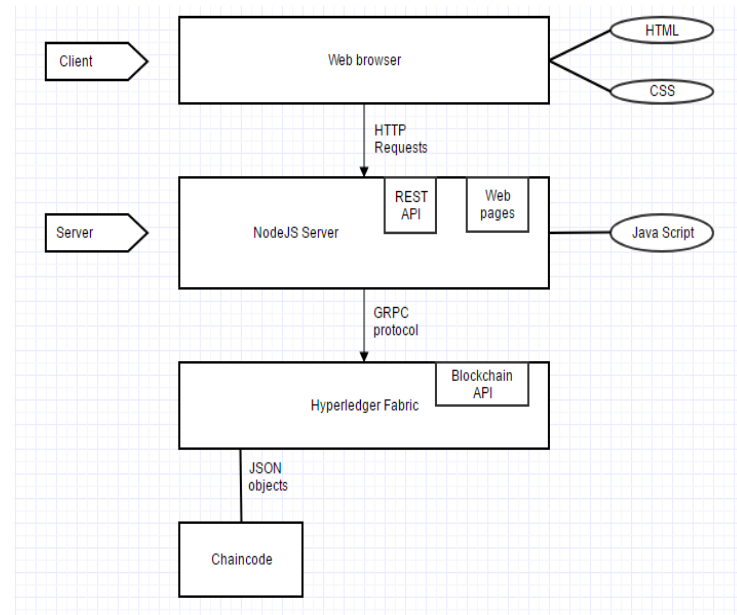 HTML
Client
Web browser
CSS
HTTP
Requests
REST
API
Web
pages
Server
NodeJS Server
Java Script
GRPC
protocol
Blockchain
API
Hyperledger Fabric
JSON
objects
Chaincode